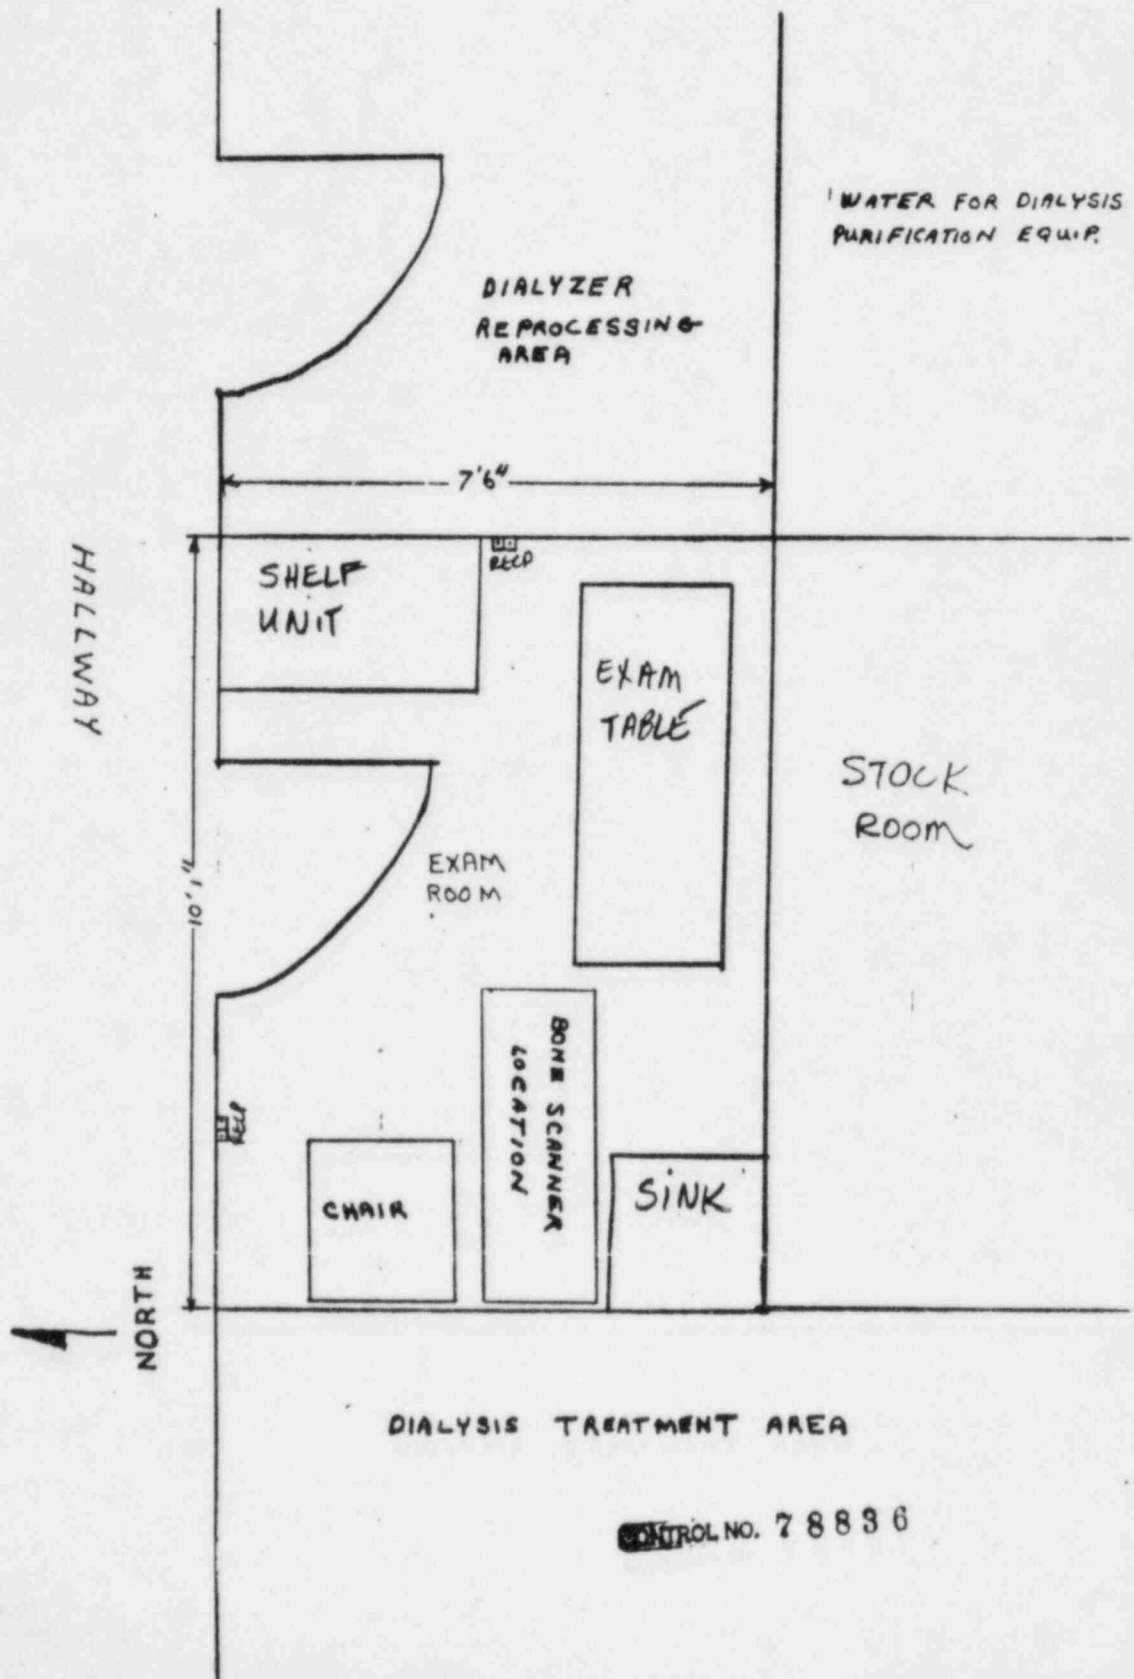 WATER FOR DIALYSIS
PURIFICATION EQUIP.
DIALYZER
REPROCESSING
AREA
7'6"
HALLWAY
SHELF
UNIT
RECP
EXAM
TABLE
STOCK
ROOM
10'1"
EXAM
ROOM
BONE SCANNER
LOCATION
RECP
CHAIR
SINK
NORTH
DIALYSIS TREATMENT AREA
CONTROL NO. 78836